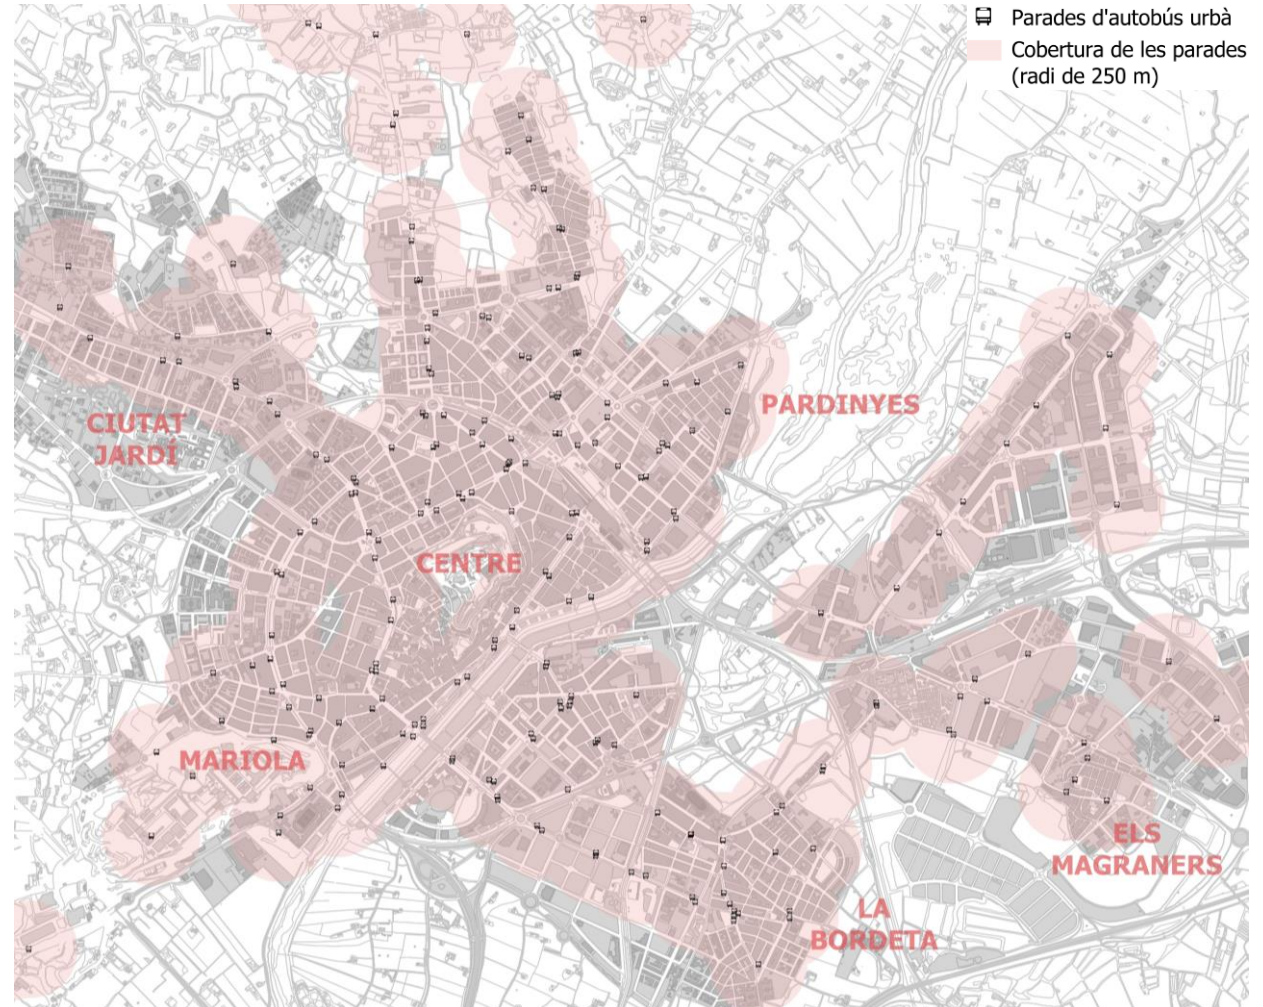 Parades d'autobús urbà
Cobertura de les parades
(radi de 250 m)
PARDINYES
CIUTAT
JARDÍ
CENTRE
MARIOLA
ELS
MAGRANERS
LA
BORDETA